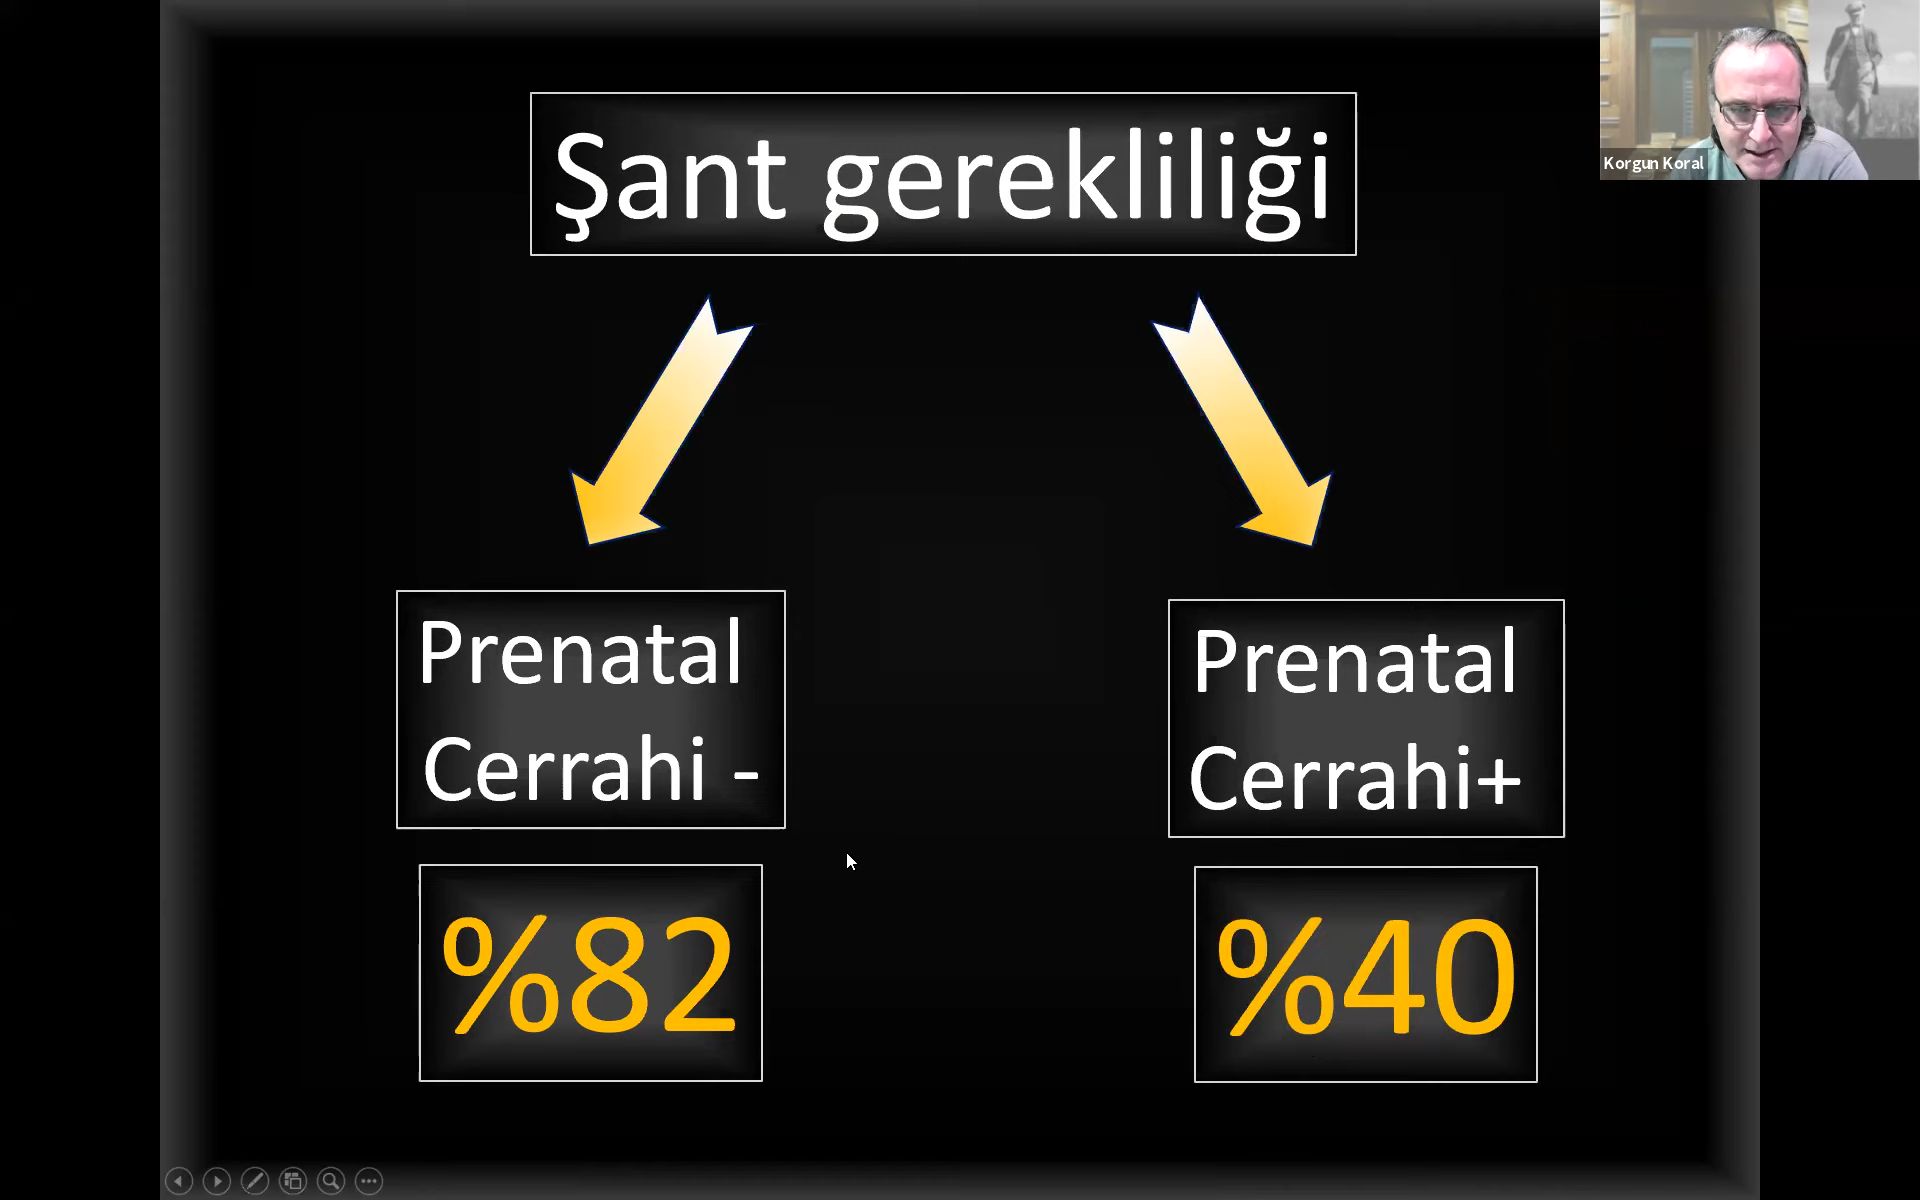 Şant gerekliliği
Korgun Koral
Prenatal
Cerrahi -
%82
Prenatal
Cerrahi+
%40